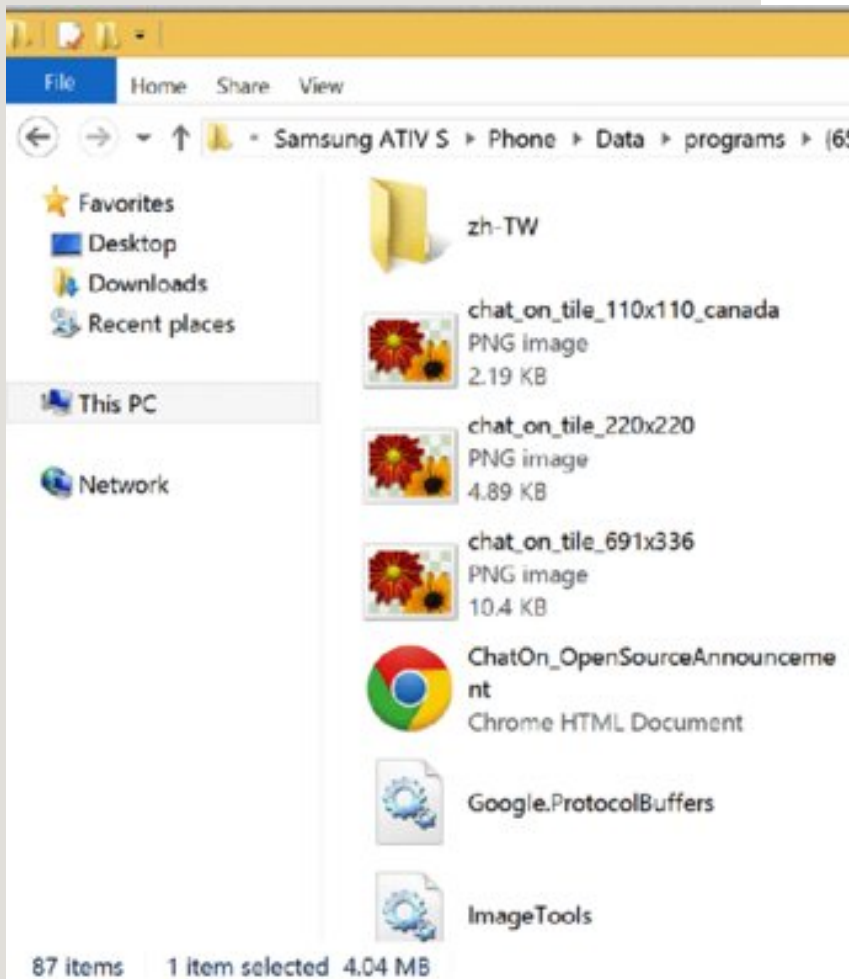 File Home Share View
Samsung ATIV S Phone Data programs (65
Favorites
Desktop
Downloads
Recent places
This PC
Network
zh-TW
chat_on_tile_110x110_canada
PNG image
2.19 KB
chat_on_tile_220x220
PNG image
4.89 KB
chat_on_tile_691x336
PNG image
10.4 KB
ChatOn_OpenSourceAnnounceme
nt
Chrome HTML Document
Google.ProtocolBuffers
ImageTools
87 items 1 item selected 4.04 MB